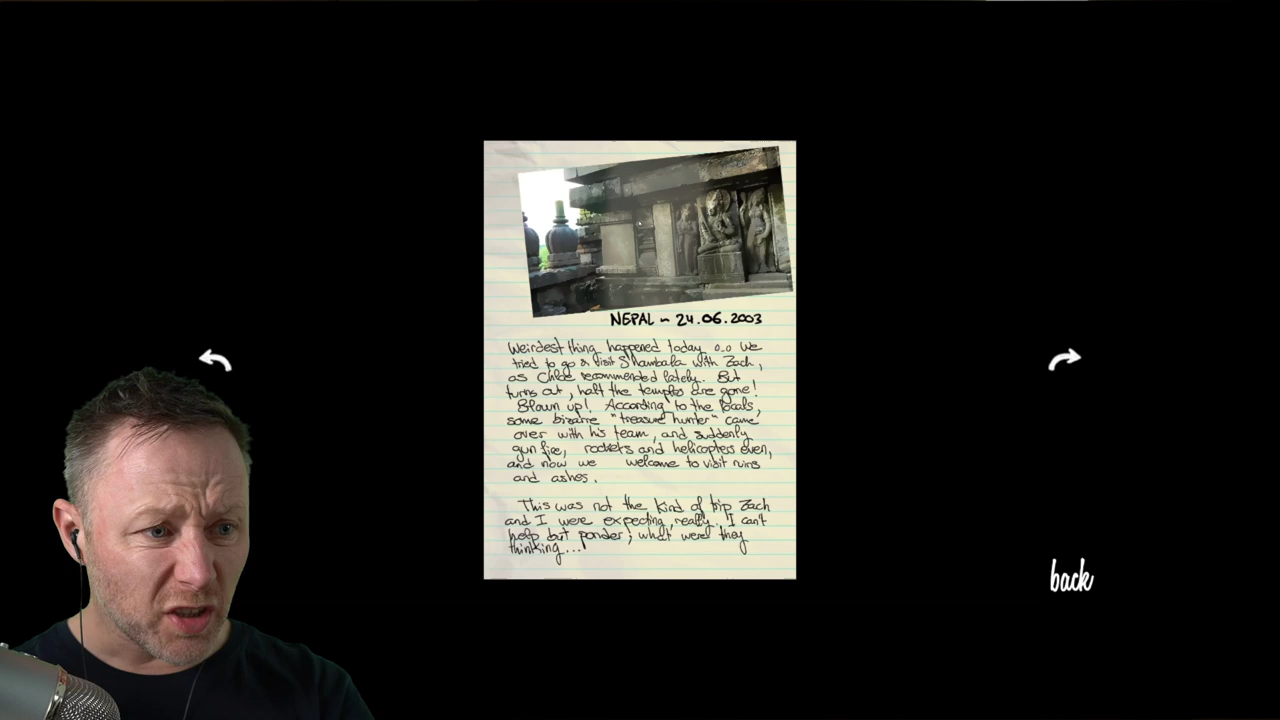 NEPAL ~ 24.06.2003
Weirdest thing happened today o.o We
tried to go & visit Shambala with Zach,
as Chloe recommended lately. But
turns out, half the temples are gone!
Blown up! According to the locals,
some bizarre "treasure hunter" came
over with his team, and suddenly
gun fire, rockets and helicopters even,
and now we welcome to visit ruins
and ashes.
This was not the kind of trip Zach
and I were expecting, really. I can't
help but ponder; what were they
thinking...
back